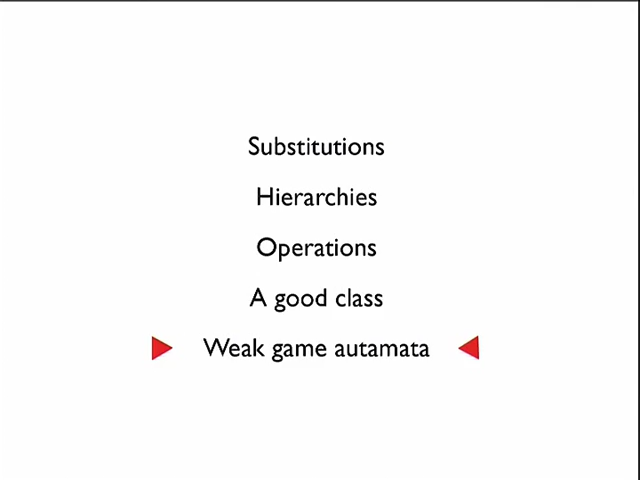 Substitutions
Hierarchies
Operations
A good class
Weak game autamata